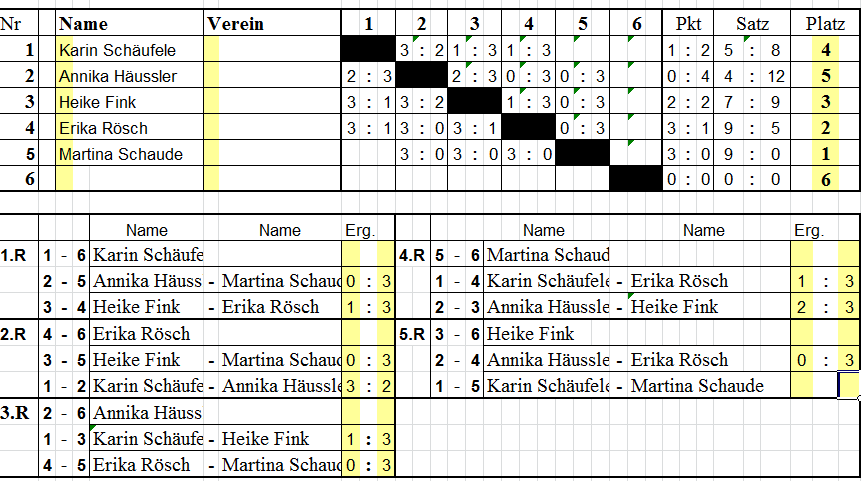 Nr Name Verein 1 2 3 4 5 6 Pkt Satz Platz
1 Karin Schäufele 3 : 2 1 : 3 1 : 3 1 : 2 5 : 8 4
2 Annika Häussler 2 : 3 2 : 3 0 : 3 0 : 3 0 : 4 4 : 12 5
3 Heike Fink 3 : 1 3 : 2 1 : 3 0 : 3 2 : 2 7 : 9 3
4 Erika Rösch 3 : 1 3 : 0 3 : 1 0 : 3 3 : 1 9 : 5 2
5 Martina Schaude 3 : 0 3 : 0 3 : 0 3 : 0 9 : 0 1
6 0 : 0 0 : 0 6
Name Name Erg. Name Name Erg.
1.R 1 - 6 Karin Schäufe 4.R 5 - 6 Martina Schaud
2 - 5 Annika Häuss - Martina Schaud 0 : 3 1 - 4 Karin Schäufele - Erika Rösch 1 : 3
3 - 4 Heike Fink - Erika Rösch 1 : 3 2 - 3 Annika Häussle - Heike Fink 2 : 3
2.R 4 - 6 Erika Rösch 5.R 3 - 6 Heike Fink
3 - 5 Heike Fink - Martina Schaud 0 : 3 2 - 4 Annika Häussle - Erika Rösch 0 : 3
1 - 2 Karin Schäufe - Annika Häussle 3 : 2 1 - 5 Karin Schäufele - Martina Schaude
3.R 2 - 6 Annika Häuss
1 - 3 Karin Schäufe - Heike Fink 1 : 3
4 - 5 Erika Rösch - Martina Schaud 0 : 3